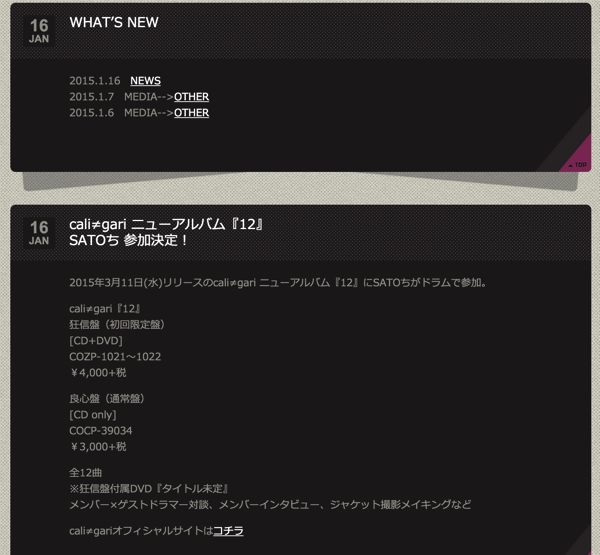 16
JAN
WHAT'S NEW
2015.1.16 NEWS
2015.1.7 MEDIA-->OTHER
2015.1.6 MEDIA-->OTHER
TOP
16
JAN
cali≠gari ニューアルバム『12』
SATOち 参加決定！
2015年3月11日(水)リリースのcali≠gari ニューアルバム『12』にSATOちがドラムで参加。
cali≠gari『12』
狂信盤（初回限定盤）
[CD+DVD]
COZP-1021〜1022
￥4,000+税
良心盤（通常盤）
[CD only]
COCP-39034
￥3,000+税
全12曲
※狂信盤付属DVD『タイトル未定』
メンバー×ゲストドラマー対談、メンバーインタビュー、ジャケット撮影メイキングなど
cali≠gariオフィシャルサイトはコチラ